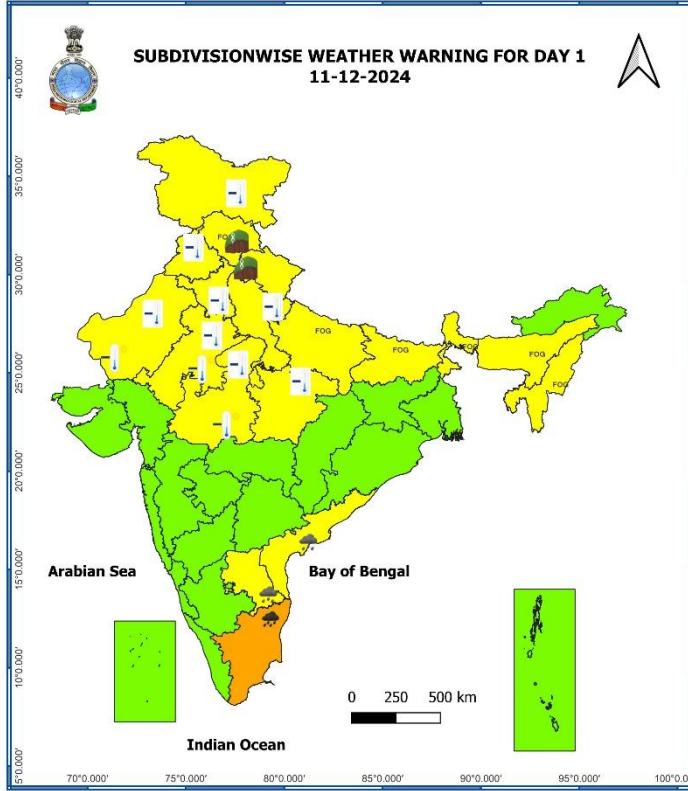 SUBDIVISIONWISE WEATHER WARNING FOR DAY 1
11-12-2024
40°0.000'
35°0.000'
30°0.000'
25°0.000'
20°0.000'
15°0.000'
10°0.000'
5°0.000'
FOG
FOG
FOG
FOG
FOG
FOG
Arabian Sea
Bay of Bengal
0 250 500 km
Indian Ocean
70°0.000' 75°0.000' 80°0.000' 85°0.000' 90°0.000' 95°0.000' 100°0.0